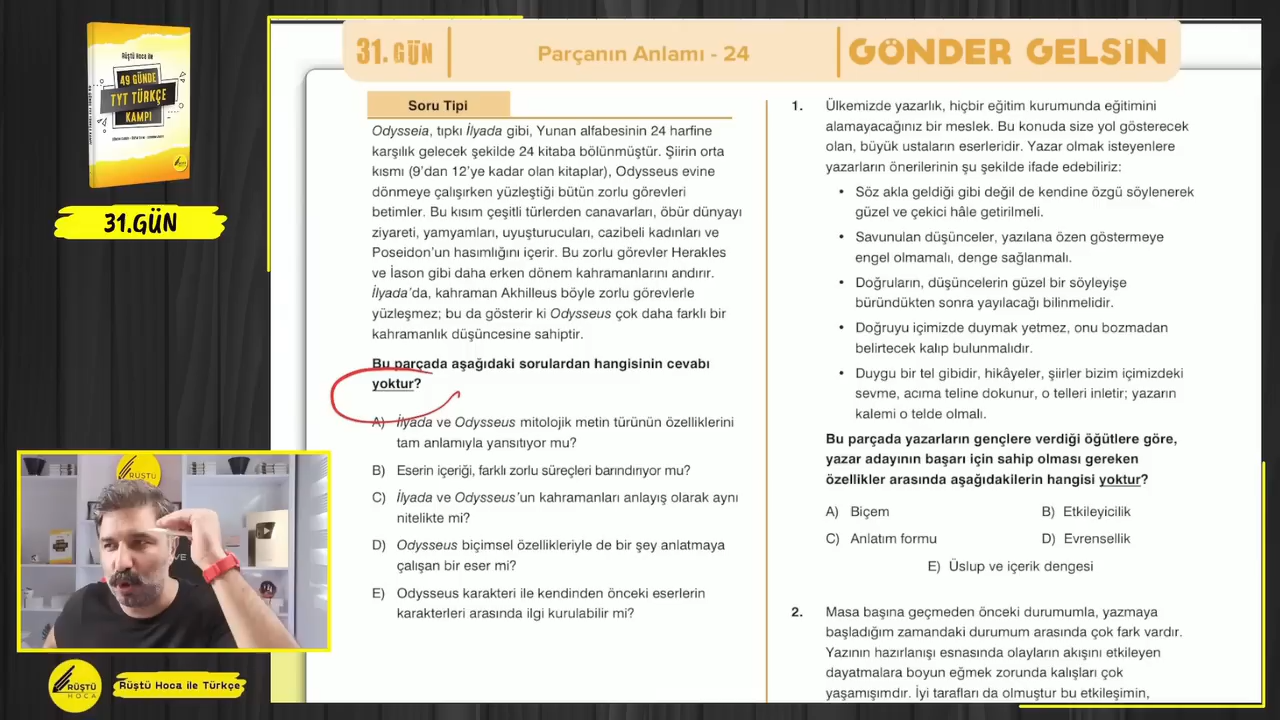 RÜŞTÜ HOCA İLE
49 GÜNDE
TYT TÜRKÇE
KAMPI
31.GÜN
RÜŞTÜ
RÜŞTÜ
HOCA
Rüştü Hoca ile Türkçe
31. GÜN
Parçanın Anlamı - 24
GÖNDER GELSİN
Soru Tipi
Odysseia, tıpkı İlyada gibi, Yunan alfabesinin 24 harfine
karşılık gelecek şekilde 24 kitaba bölünmüştür. Şiirin orta
kısmı (9’dan 12’ye kadar olan kitaplar), Odysseus evine
dönmeye çalışırken yüzleştiği bütün zorlu görevleri
betimler. Bu kısım çeşitli türlerden canavarları, öbür dünyayı
ziyareti, yamyamları, uyuşturucuları, cazibeli kadınları ve
Poseidon’un hasımlığını içerir. Bu zorlu görevler Herakles
ve İason gibi daha erken dönem kahramanlarını andırır.
İlyada’da, kahraman Akhilleus böyle zorlu görevlerle
yüzleşmez; bu da gösterir ki Odysseus çok daha farklı bir
kahramanlık düşüncesine sahiptir.
Bu parçada aşağıdaki sorulardan hangisinin cevabı
yoktur?
A) İlyada ve Odysseus mitolojik metin türünün özelliklerini
tam anlamıyla yansıtıyor mu?
B) Eserin içeriği, farklı zorlu süreçleri barındırıyor mu?
C) İlyada ve Odysseus’un kahramanları anlayış olarak aynı
nitelikte mi?
D) Odysseus biçimsel özellikleriyle de bir şey anlatmaya
çalışan bir eser mi?
E) Odysseus karakteri ile kendinden önceki eserlerin
karakterleri arasında ilgi kurulabilir mi?
1. Ülkemizde yazarlık, hiçbir eğitim kurumunda eğitimini
alamayacağınız bir meslek. Bu konuda size yol gösterecek
olan, büyük ustaların eserleridir. Yazar olmak isteyenlere
yazarların önerilerinin şu şekilde ifade edebiliriz:
• Söz akla geldiği gibi değil de kendine özgü söylenerek
güzel ve çekici hâle getirilmeli.
• Savunulan düşünceler, yazılana özen göstermeye
engel olmamalı, denge sağlanmalı.
• Doğruların, düşüncelerin güzel bir söyleyişe
büründükten sonra yayılacağı bilinmelidir.
• Doğruyu içimizde duymak yetmez, onu bozmadan
belirtecek kalıp bulunmalıdır.
• Duygu bir tel gibidir, hikâyeler, şiirler bizim içimizdeki
sevme, acıma teline dokunur, o telleri inletir; yazarın
kalemi o telde olmalı.
Bu parçada yazarların gençlere verdiği öğütlere göre,
yazar adayının başarı için sahip olması gereken
özellikler arasında aşağıdakilerin hangisi yoktur?
A) Biçem B) Etkileyicilik
C) Anlatım formu D) Evrensellik
E) Üslup ve içerik dengesi
2. Masa başına geçmeden önceki durumumla, yazmaya
başladığım zamandaki durumum arasında çok fark vardır.
Yazının hazırlanışı esnasında olayların akışını etkileyen
dayatmalara boyun eğmek zorunda kalışları çok
yaşamışımdır. İyi tarafları da olmuştur bu etkileşimin,